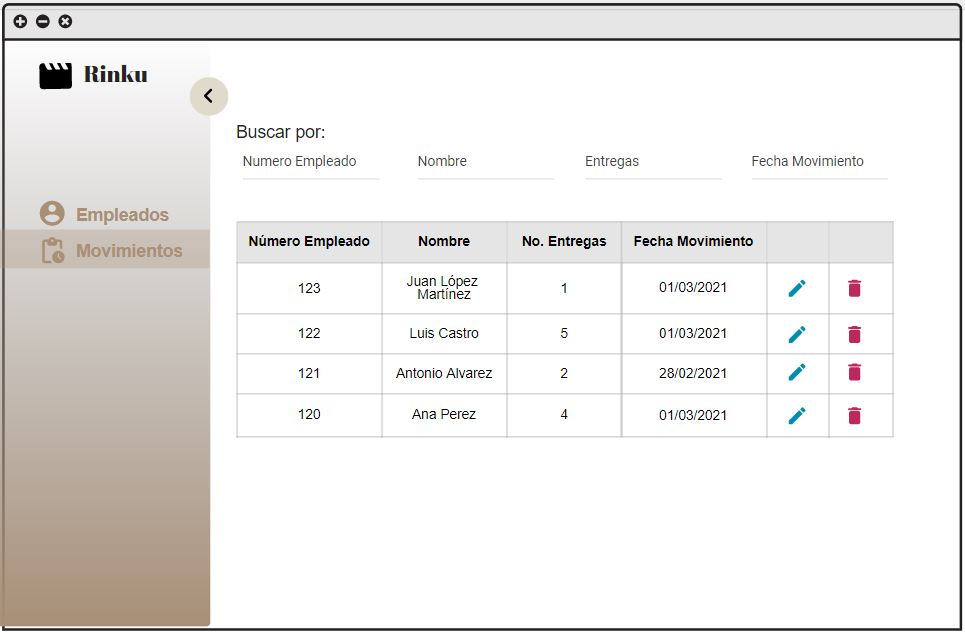 Rinku
Empleados
Movimientos
Buscar por:
Numero Empleado Nombre Entregas Fecha Movimiento
Número Empleado Nombre No. Entregas Fecha Movimiento
123 Juan López Martínez 1 01/03/2021
122 Luis Castro 5 01/03/2021
121 Antonio Alvarez 2 28/02/2021
120 Ana Perez 4 01/03/2021